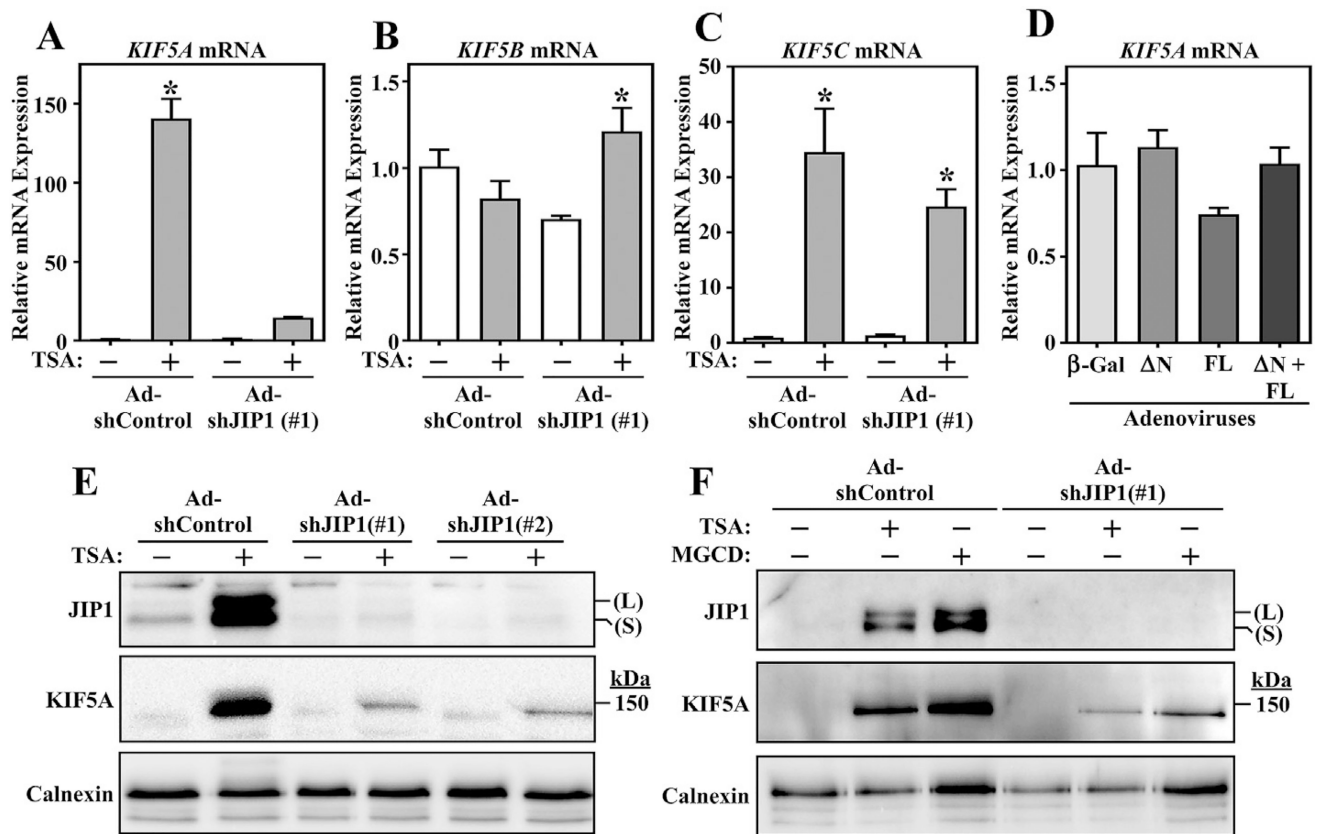 A
KIF5A mRNA
Relative mRNA Expression
150
100
50
0
*
TSA: – + – +
Ad-
shControl
Ad-
shJIP1 (#1)
B
KIF5B mRNA
Relative mRNA Expression
1.5
1.0
0.5
0
*
TSA: – + – +
Ad-
shControl
Ad-
shJIP1 (#1)
C
KIF5C mRNA
Relative mRNA Expression
50
40
30
20
10
0
*
*
TSA: – + – +
Ad-
shControl
Ad-
shJIP1 (#1)
D
KIF5A mRNA
Relative mRNA Expression
1.5
1.0
0.5
0
β-Gal ΔN FL ΔN +
FL
Adenoviruses
E
Ad-
shControl
Ad-
shJIP1(#1)
Ad-
shJIP1(#2)
TSA: – + – + – +
JIP1
(L)
(S)
KIF5A
kDa
150
Calnexin
F
Ad-
shControl
Ad-
shJIP1(#1)
TSA: – + – – + –
MGCD: – – + – – +
JIP1
(L)
(S)
KIF5A
kDa
150
Calnexin